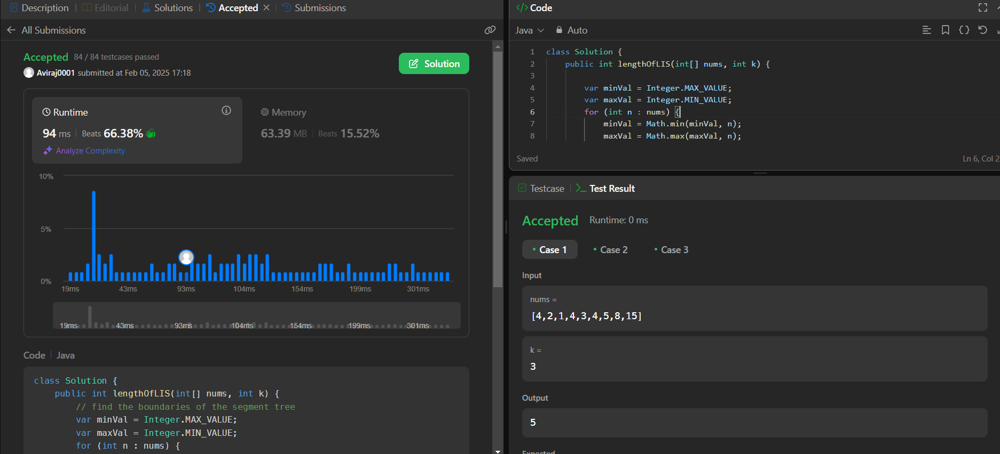 Description | Editorial | Solutions | Accepted | Submissions
All Submissions
Accepted 84 / 84 testcases passed
Aviraj0001 submitted at Feb 05, 2025 17:18
Solution
Runtime
94 ms | Beats 66.38%
Analyze Complexity
Memory
63.39 MB | Beats 15.52%
10%
5%
0%
19ms 43ms 93ms 104ms 154ms 199ms 301ms
19ms 43ms 93ms 104ms 154ms 199ms 301ms
Code | Java
class Solution {
public int lengthOfLIS(int[] nums, int k) {
// find the boundaries of the segment tree
var minVal = Integer.MAX_VALUE;
var maxVal = Integer.MIN_VALUE;
for (int n : nums) {
</> Code
Java Auto
1 class Solution {
2 public int lengthOfLIS(int[] nums, int k) {
3
4 var minVal = Integer.MAX_VALUE;
5 var maxVal = Integer.MIN_VALUE;
6 for (int n : nums) {
7 minVal = Math.min(minVal, n);
8 maxVal = Math.max(maxVal, n);
Saved
Ln 6, Col 2
Testcase | >_ Test Result
Accepted Runtime: 0 ms
• Case 1 • Case 2 • Case 3
Input
nums =
[4,2,1,4,3,4,5,8,15]
k =
3
Output
5
Expected